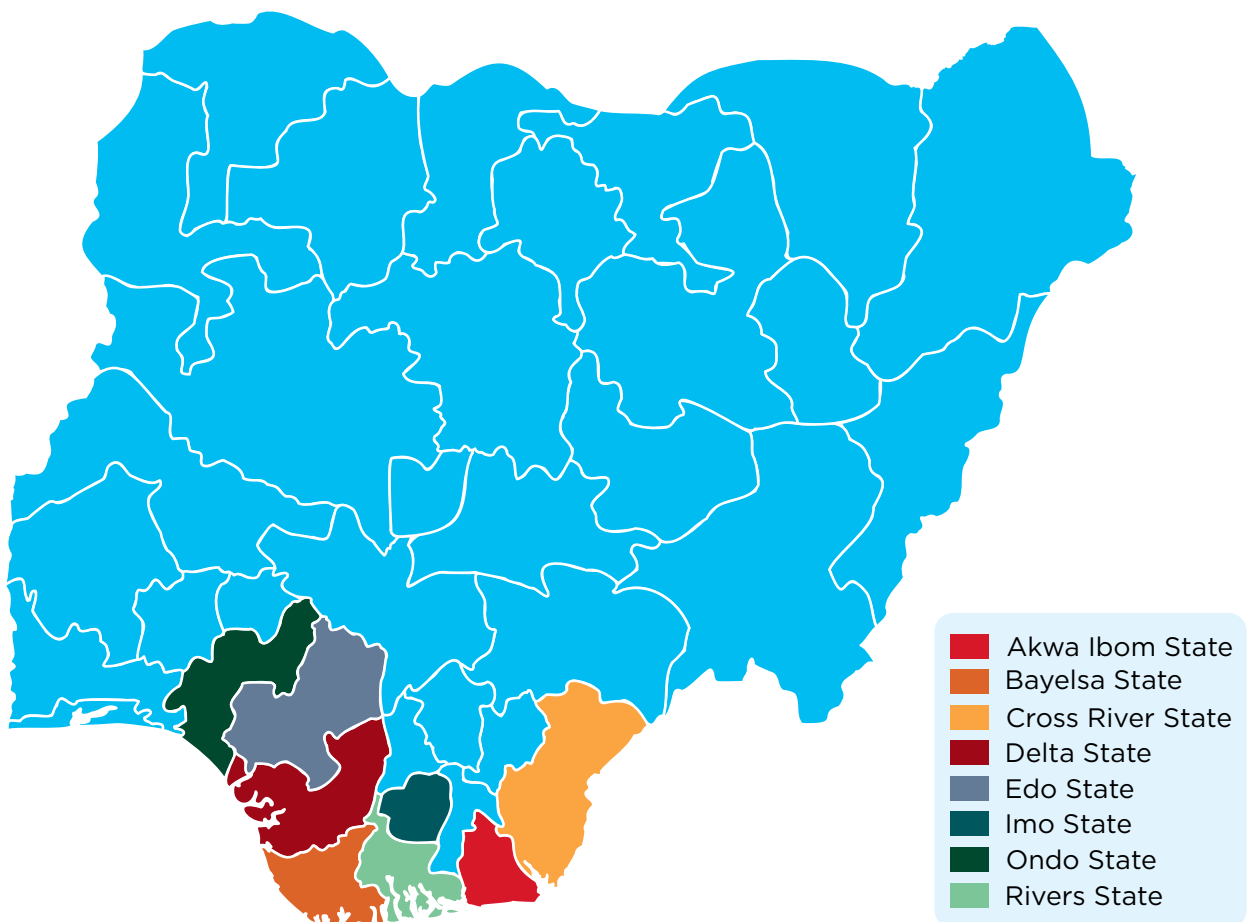 Akwa Ibom State
Bayelsa State
Cross River State
Delta State
Edo State
Imo State
Ondo State
Rivers State